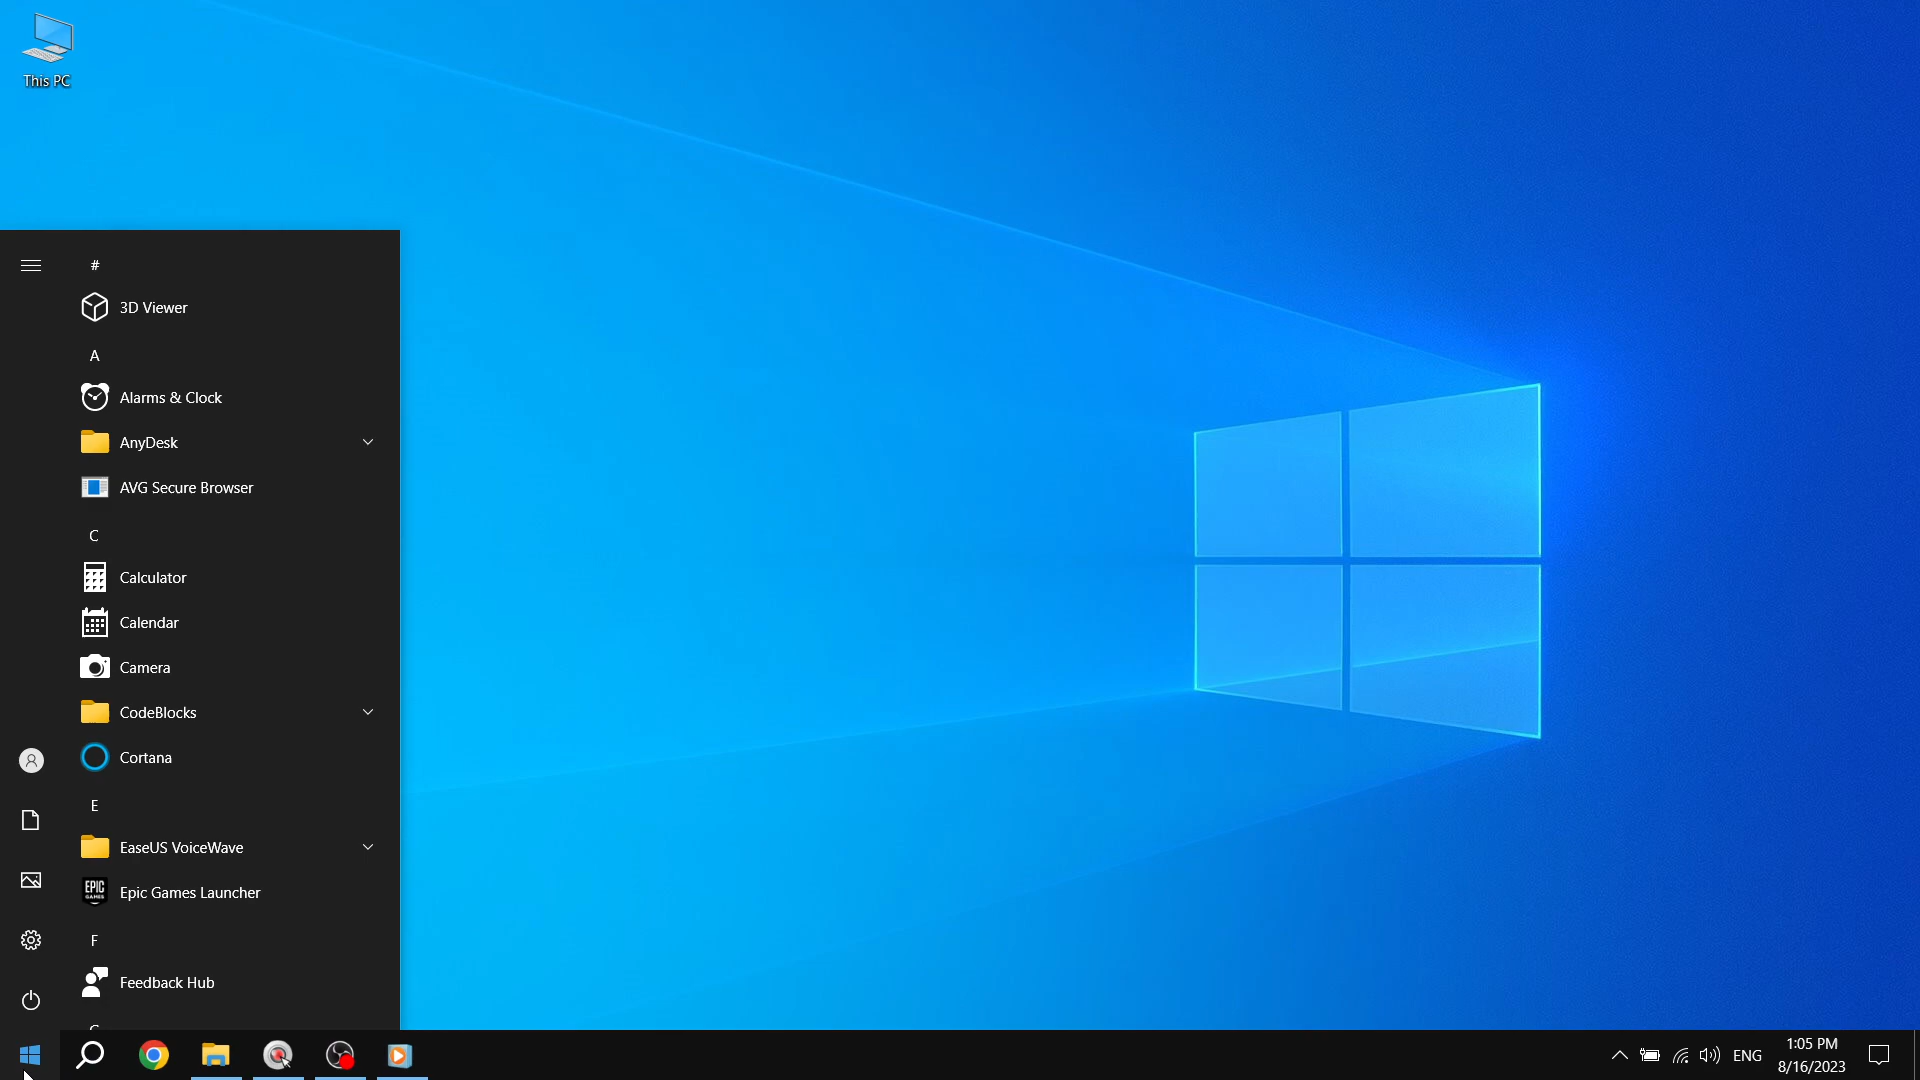 This PC
#
3D Viewer
A
Alarms & Clock
AnyDesk
AVG Secure Browser
C
Calculator
Calendar
Camera
CodeBlocks
Cortana
E
EaseUS VoiceWave
EPIC
GAMES
Epic Games Launcher
F
Feedback Hub
ENG
1:05 PM
8/16/2023